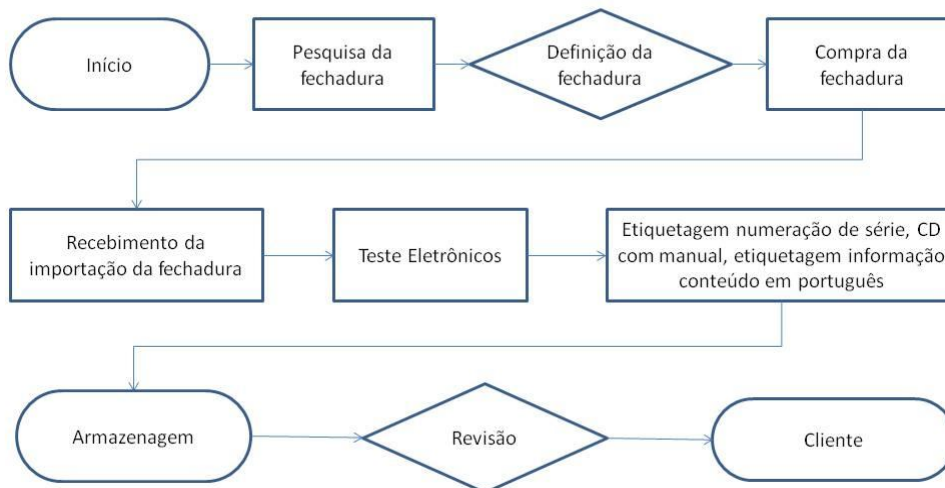 Início
Pesquisa da
fechadura
Definição da
fechadura
Compra da
fechadura
Recebimento da
importação da fechadura
Teste Eletrônicos
Etiquetagem numeração de série, CD
com manual, etiquetagem informação
conteúdo em português
Armazenagem
Revisão
Cliente